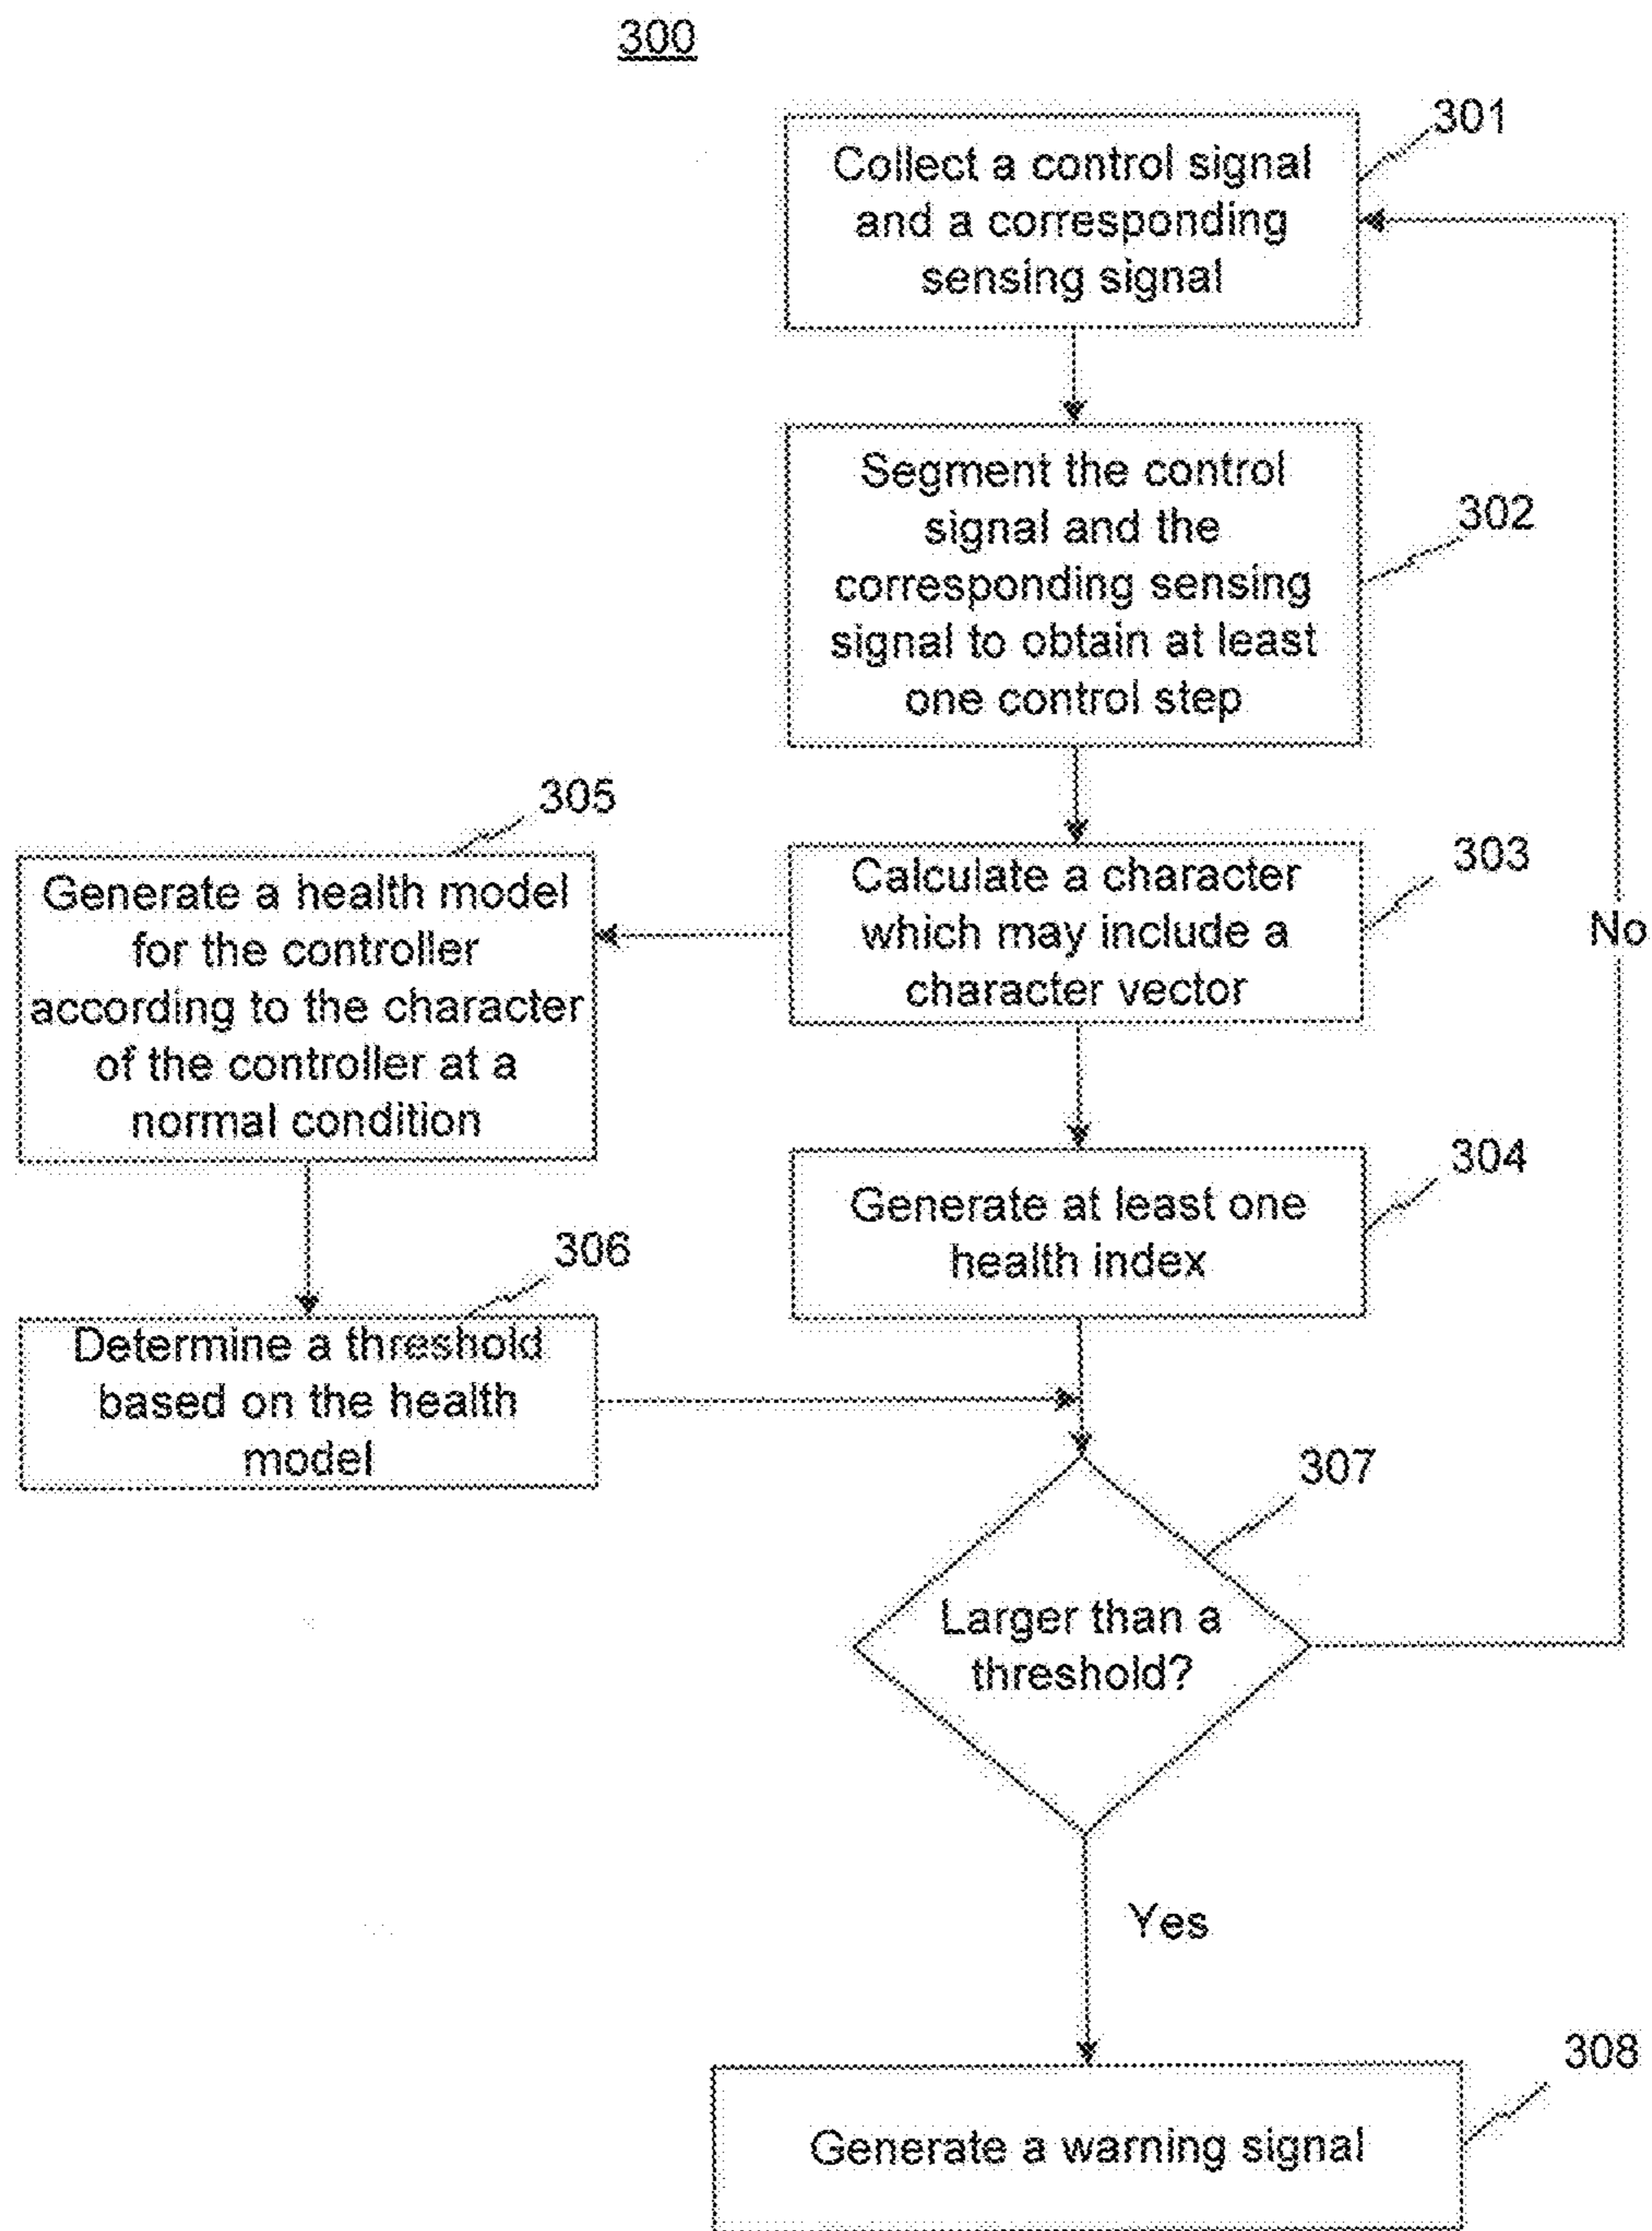 300
301
Collect a control signal
and a corresponding
sensing signal
302
Segment the control
signal and the
corresponding sensing
signal to obtain at least
one control step
303
Calculate a character
which may include a
character vector
No
305
Generate a health model
for the controller
according to the character
of the controller at a
normal condition
304
Generate at least one
health index
306
Determine a threshold
based on the health
model
307
Larger than a
threshold?
Yes
308
Generate a warning signal